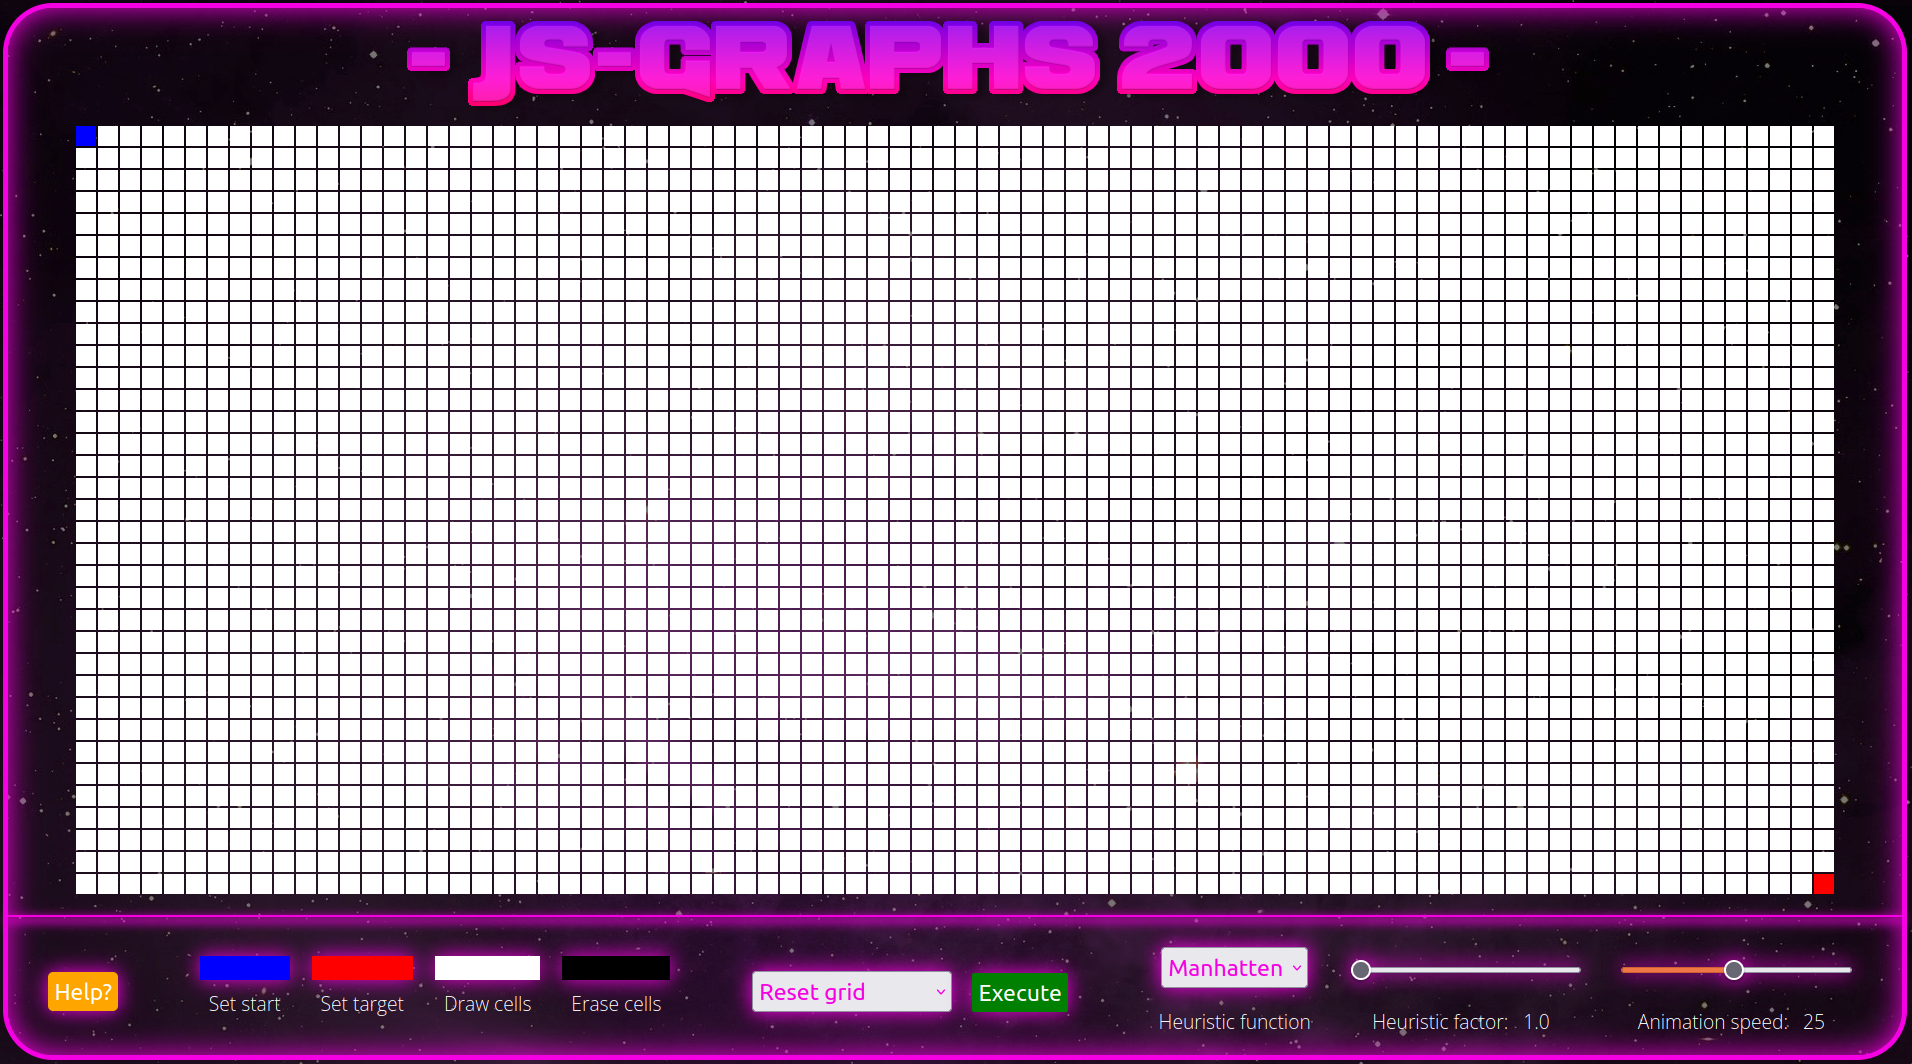 - JS-GRAPHS 2000 -
Help?
Set start
Set target
Draw cells
Erase cells
Reset grid
Execute
Manhatten
Heuristic function
Heuristic factor: 1.0
Animation speed: 25